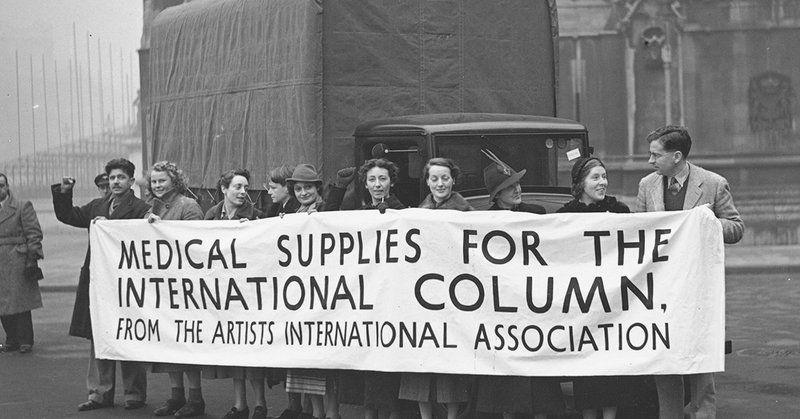 MEDICAL SUPPLIES FOR THE
INTERNATIONAL COLUMN,
FROM THE ARTISTS INTERNATIONAL ASSOCIATION